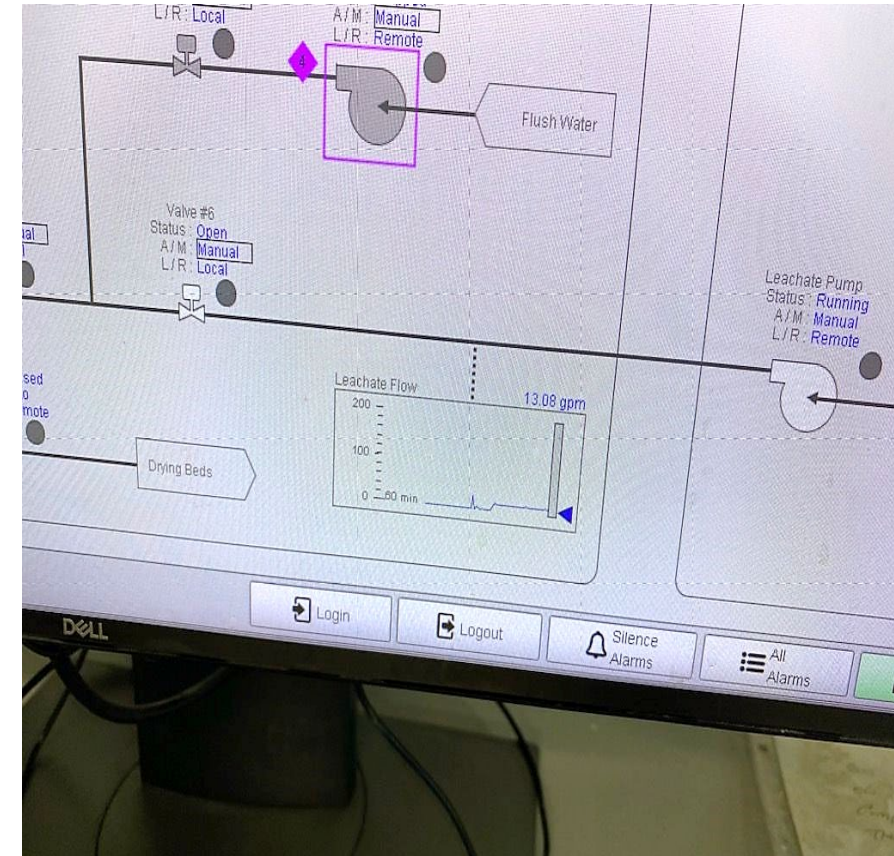 L/R: Local
A/M: Manual
L/R: Remote
4
Flush Water
Valve #6
Status: Open
A/M: Manual
L/R: Local
Leachate Pump
Status: Running
A/M: Manual
L/R: Remote
Leachate Flow
13.08 gpm
200
100
0
60 min
Drying Beds
Login
Logout
Silence
Alarms
All
Alarms
DELL